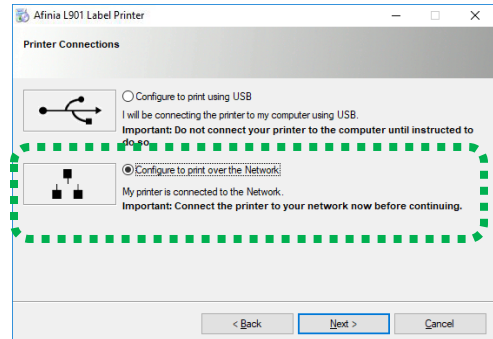 Afinia L901 Label Printer
Printer Connections
Configure to print using USB
I will be connecting the printer to my computer using USB.
Important: Do not connect your printer to the computer until instructed to
do so.
Configure to print over the Network
My printer is connected to the Network.
Important: Connect the printer to your network now before continuing.
< Back
Next >
Cancel